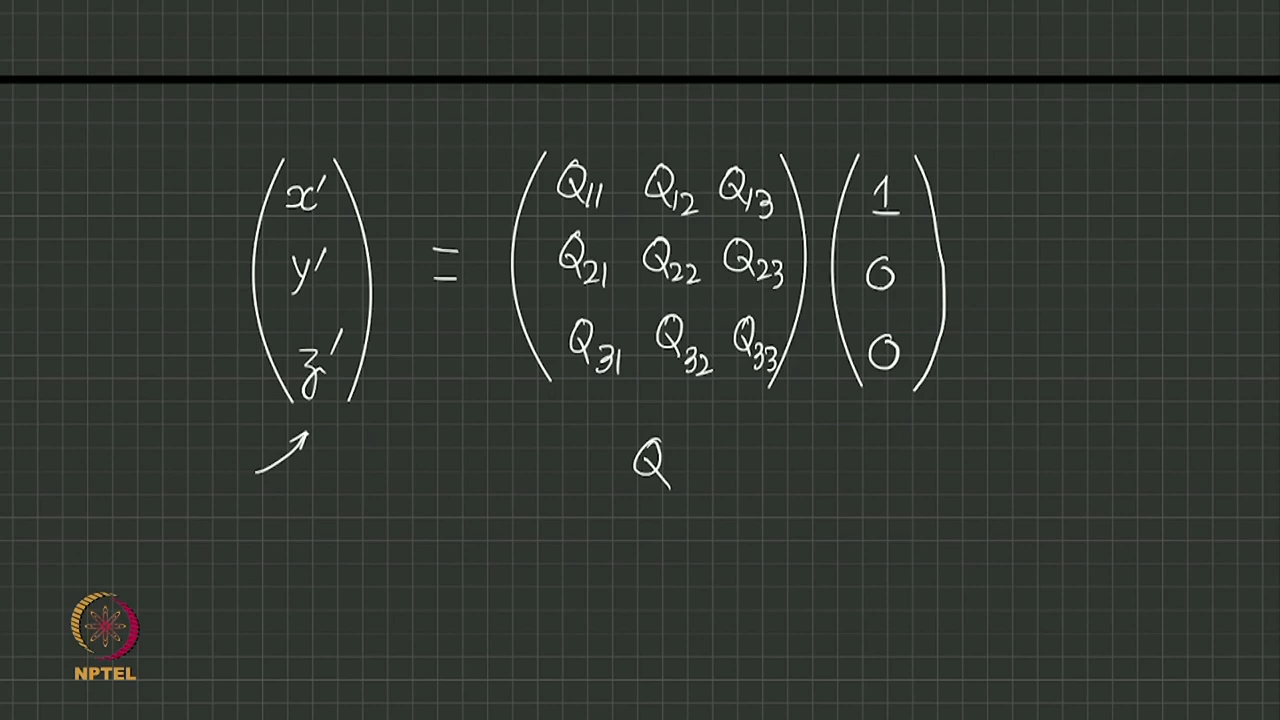 x′ Q11 Q12 Q13 1
y′ = Q21 Q22 Q23 0
z′ Q31 Q32 Q33 0
Q
NPTEL